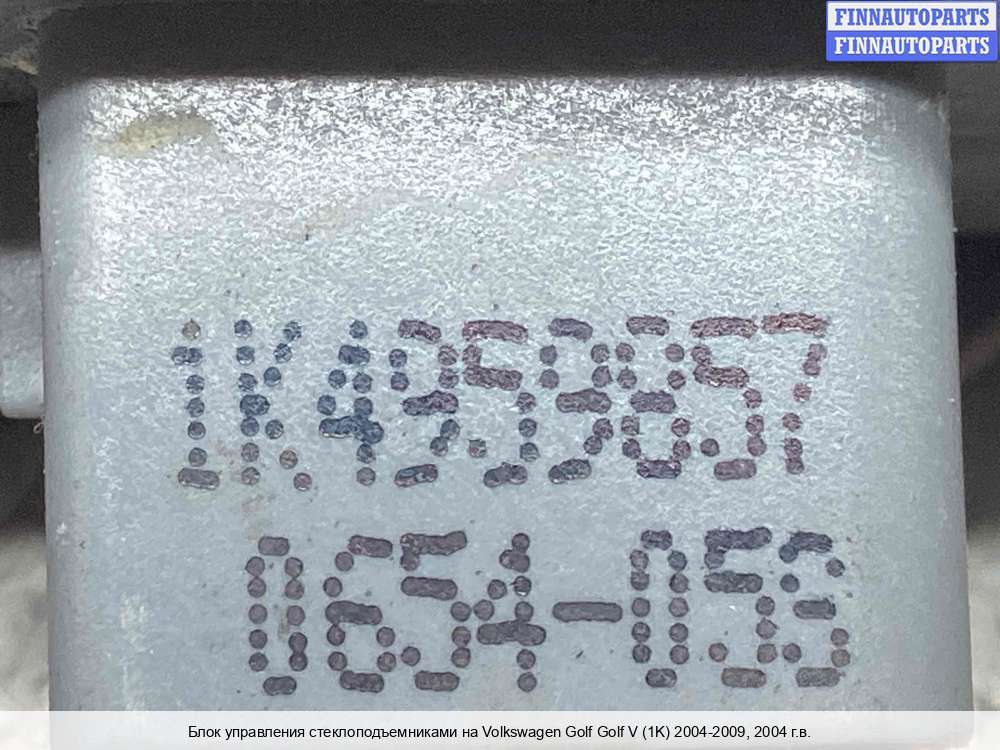 FINNAUTOPARTS
FINNAUTOPARTS
1K4959857
0654-056
Блок управления стеклоподъемниками на Volkswagen Golf Golf V (1K) 2004-2009, 2004 г.в.